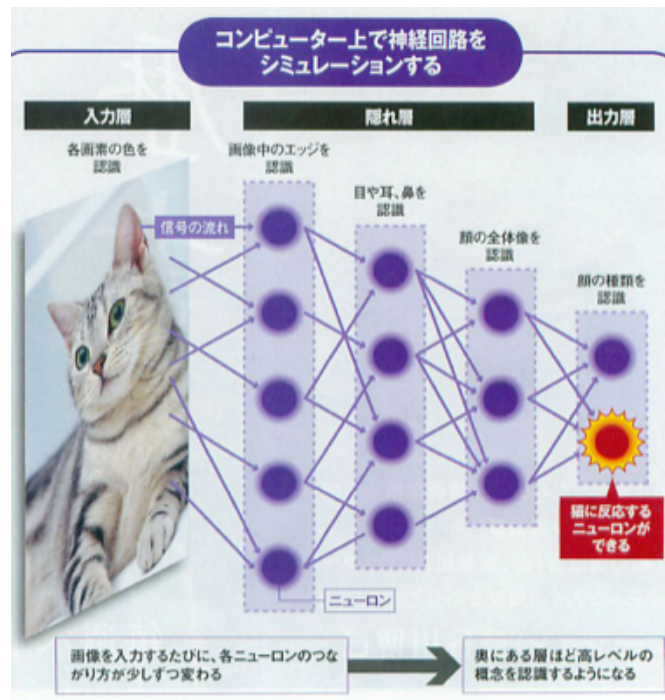 コンピューター上で神経回路を
シミュレーションする
入力層
隠れ層
出力層
各画素の色を
認識
画像中のエッジを
認識
目や耳、鼻を
認識
顔の全体像を
認識
顔の種類を
認識
信号の流れ
猫に反応する
ニューロンが
できる
ニューロン
画像を入力するたびに、各ニューロンのつな
がり方が少しずつ変わる
奥にある層ほど高レベルの
概念を認識するようになる